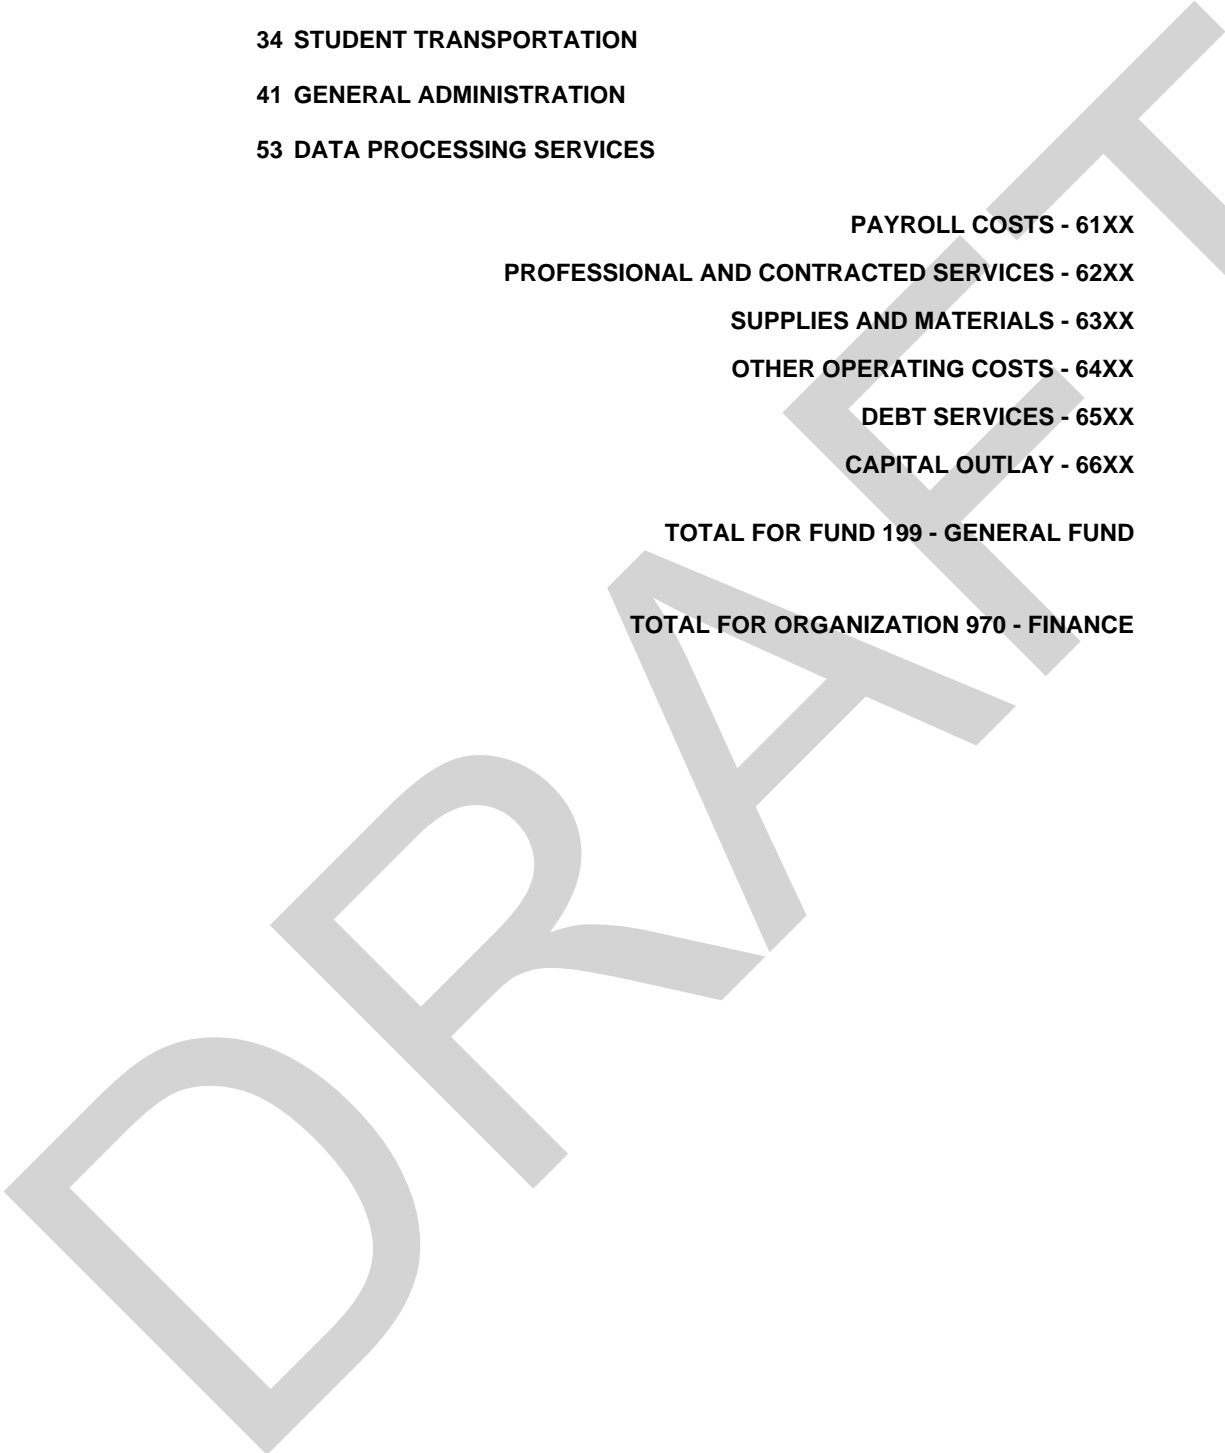 34 STUDENT TRANSPORTATION
41 GENERAL ADMINISTRATION
53 DATA PROCESSING SERVICES
PAYROLL COSTS - 61XX
PROFESSIONAL AND CONTRACTED SERVICES - 62XX
SUPPLIES AND MATERIALS - 63XX
OTHER OPERATING COSTS - 64XX
DEBT SERVICES - 65XX
CAPITAL OUTLAY - 66XX
TOTAL FOR FUND 199 - GENERAL FUND
TOTAL FOR ORGANIZATION 970 - FINANCE
DRAFT